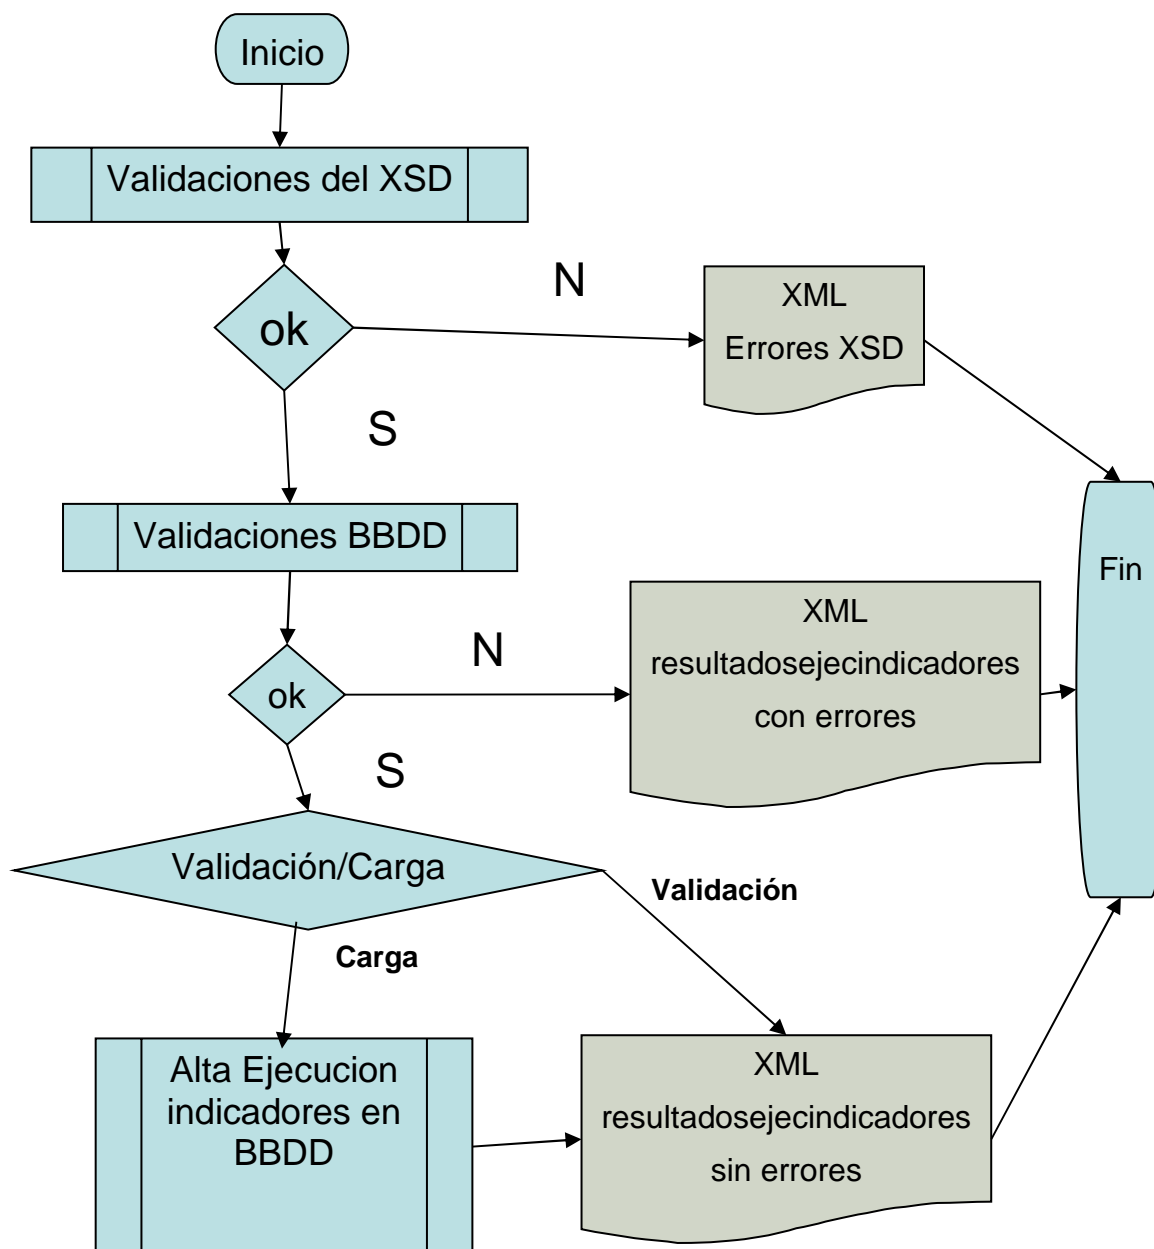 Inicio
Validaciones del XSD
ok
N
XML
Errores XSD
S
Validaciones BBDD
Fin
ok
N
XML
resultadosejecindicadores
con errores
S
Validación/Carga
Validación
Carga
Alta Ejecucion
indicadores en
BBDD
XML
resultadosejecindicadores
sin errores